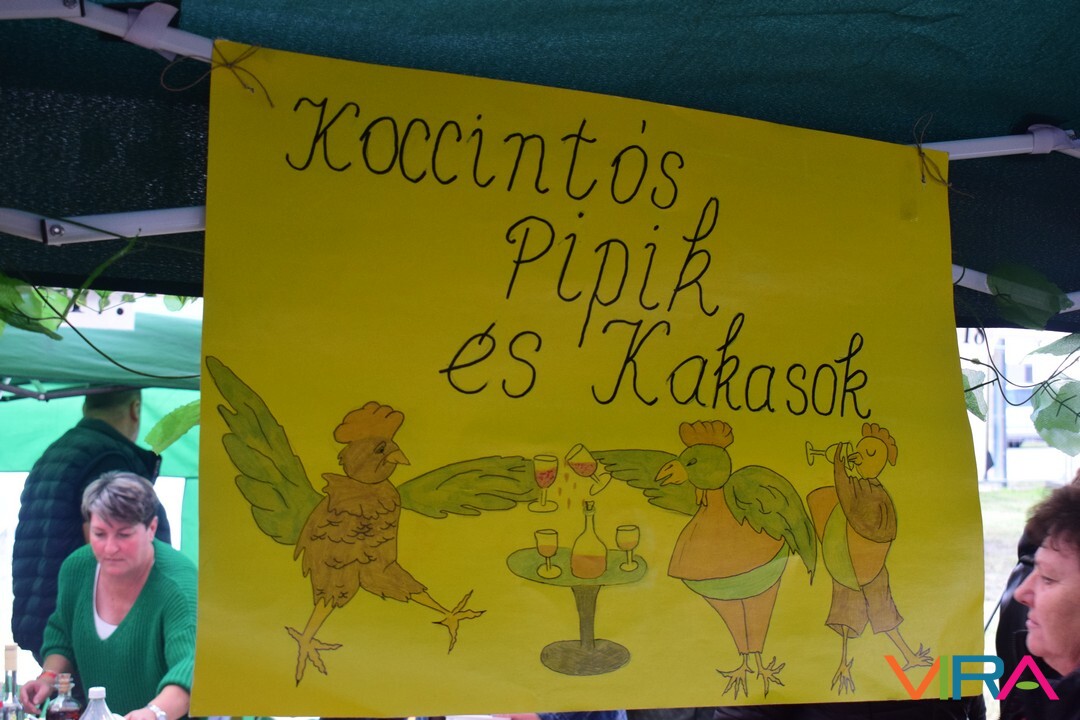 Koccintós
Pipik
és Kakasok
VIRA